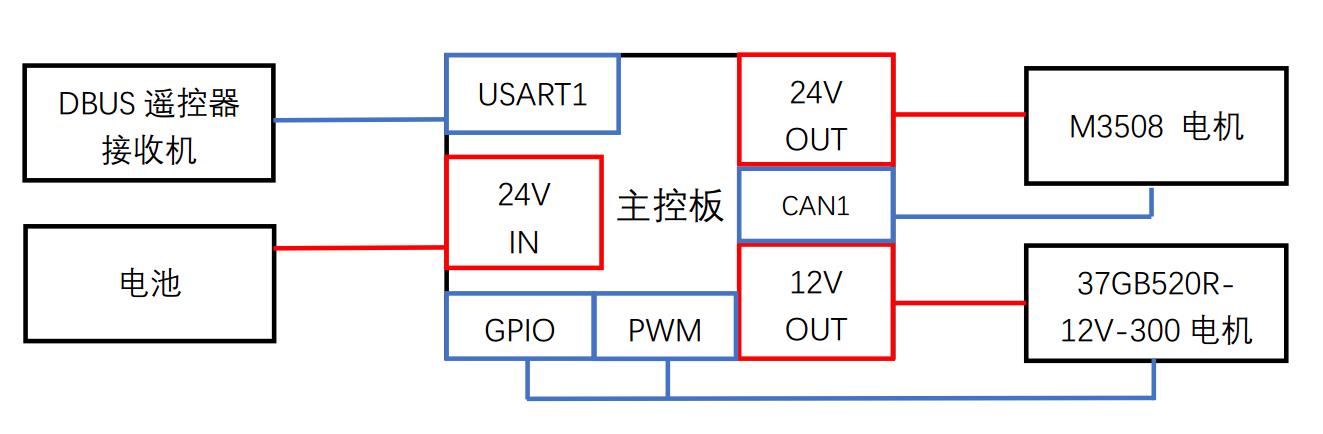 DBUS 遥控器
接收机
电池
USART1
24V
IN
主控板
GPIO
PWM
24V
OUT
CAN1
12V
OUT
M3508 电机
37GB520R-
12V-300 电机